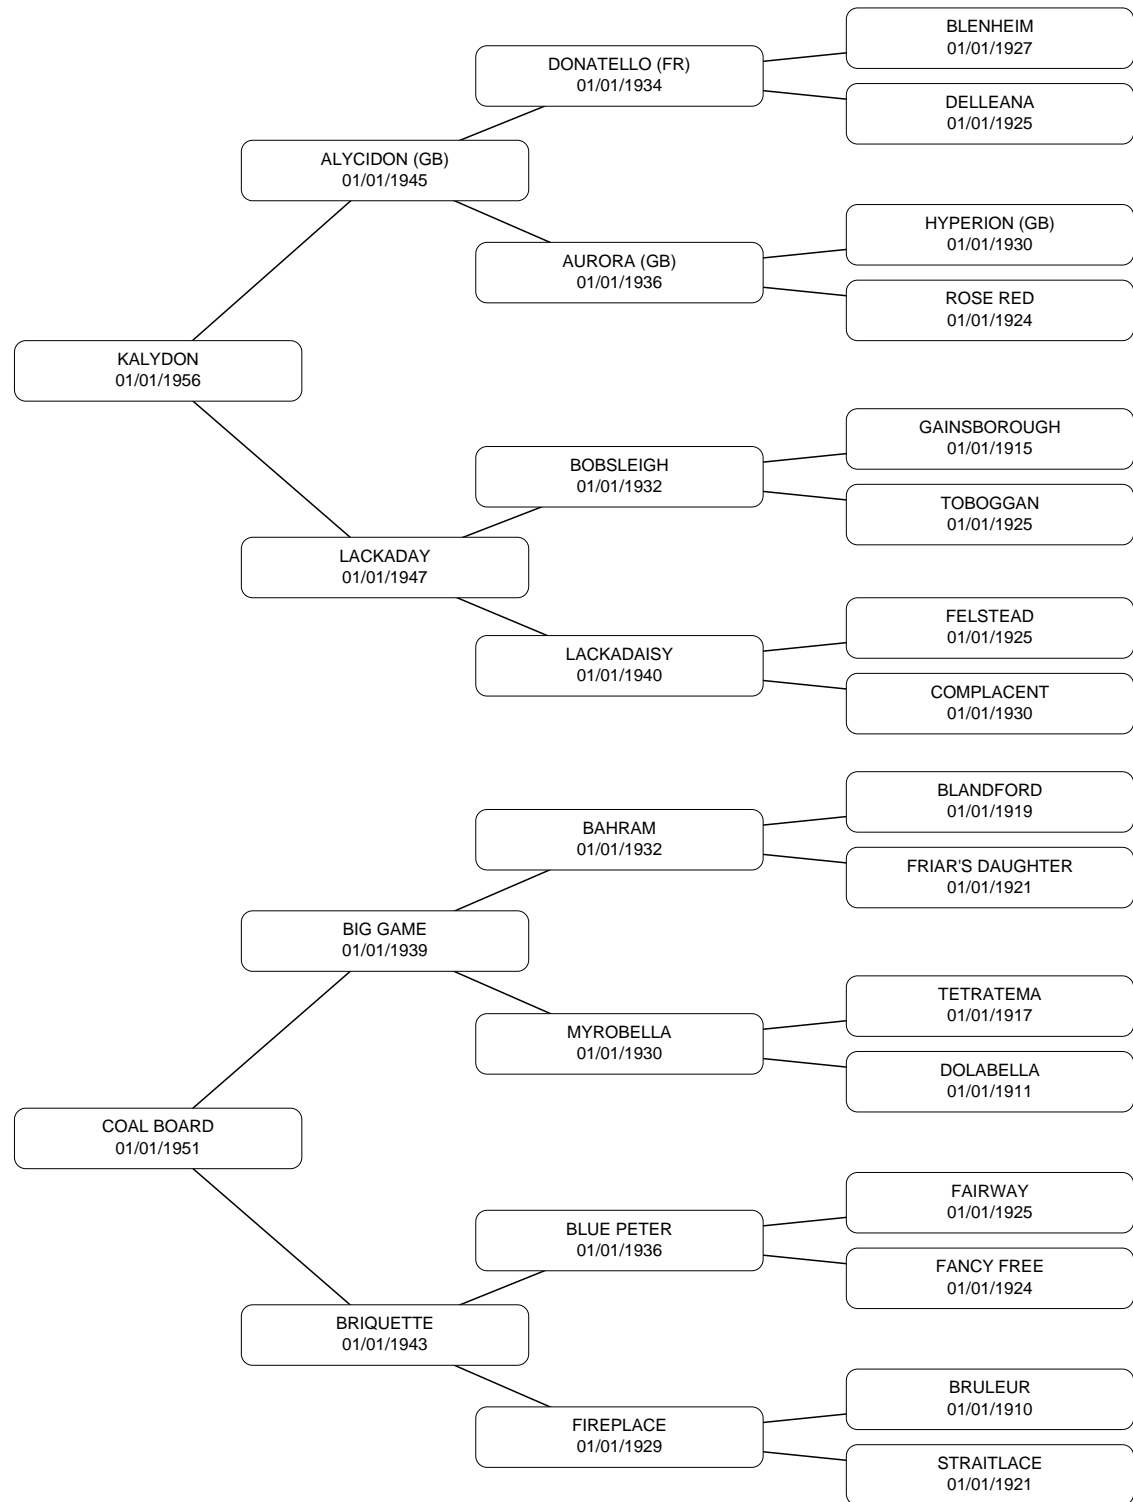 BLENHEIM
01/01/1927
DONATELLO (FR)
01/01/1934
DELLEANA
01/01/1925
ALYCIDON (GB)
01/01/1945
HYPERION (GB)
01/01/1930
AURORA (GB)
01/01/1936
ROSE RED
01/01/1924
KALYDON
01/01/1956
GAINSBOROUGH
01/01/1915
BOBSLEIGH
01/01/1932
TOBOGGAN
01/01/1925
LACKADAY
01/01/1947
FELSTEAD
01/01/1925
LACKADAISY
01/01/1940
COMPLACENT
01/01/1930
BLANDFORD
01/01/1919
BAHRAM
01/01/1932
FRIAR'S DAUGHTER
01/01/1921
BIG GAME
01/01/1939
TETRATEMA
01/01/1917
MYROBELLA
01/01/1930
DOLABELLA
01/01/1911
COAL BOARD
01/01/1951
FAIRWAY
01/01/1925
BLUE PETER
01/01/1936
FANCY FREE
01/01/1924
BRIQUETTE
01/01/1943
BRULEUR
01/01/1910
FIREPLACE
01/01/1929
STRAITLACE
01/01/1921